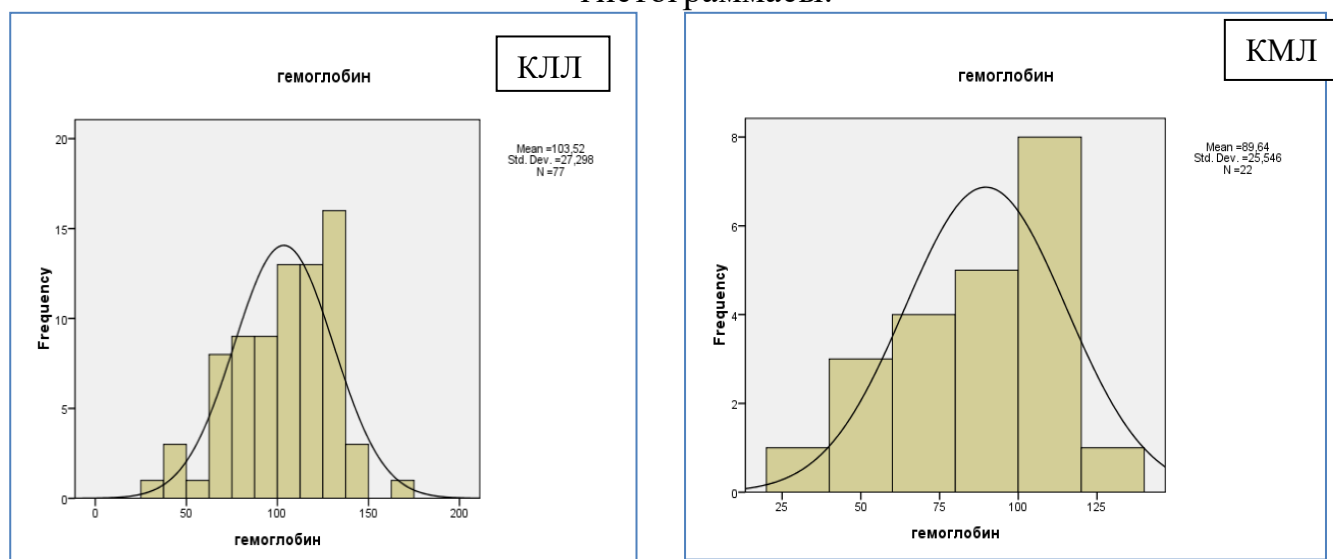 гистограммасы.
КЛЛ
гемоглобин
Mean =103,52
Std. Dev. =27,298
N =77
20
15
10
5
0
Frequency
0 50 100 150 200
гемоглобин
КМЛ
гемоглобин
Mean =89,64
Std. Dev. =25,546
N =22
8
6
4
2
0
Frequency
25 50 75 100 125
гемоглобин